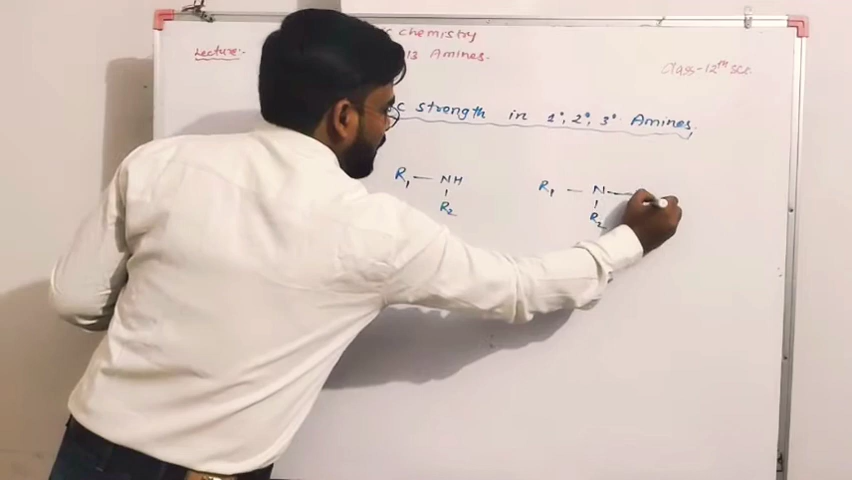 chemistry
Lecture:- 13 Amines.
Class-12th sci.
strength in 1°, 2°, 3° Amines.
R1 — NH
R2
R1 — N —
R2